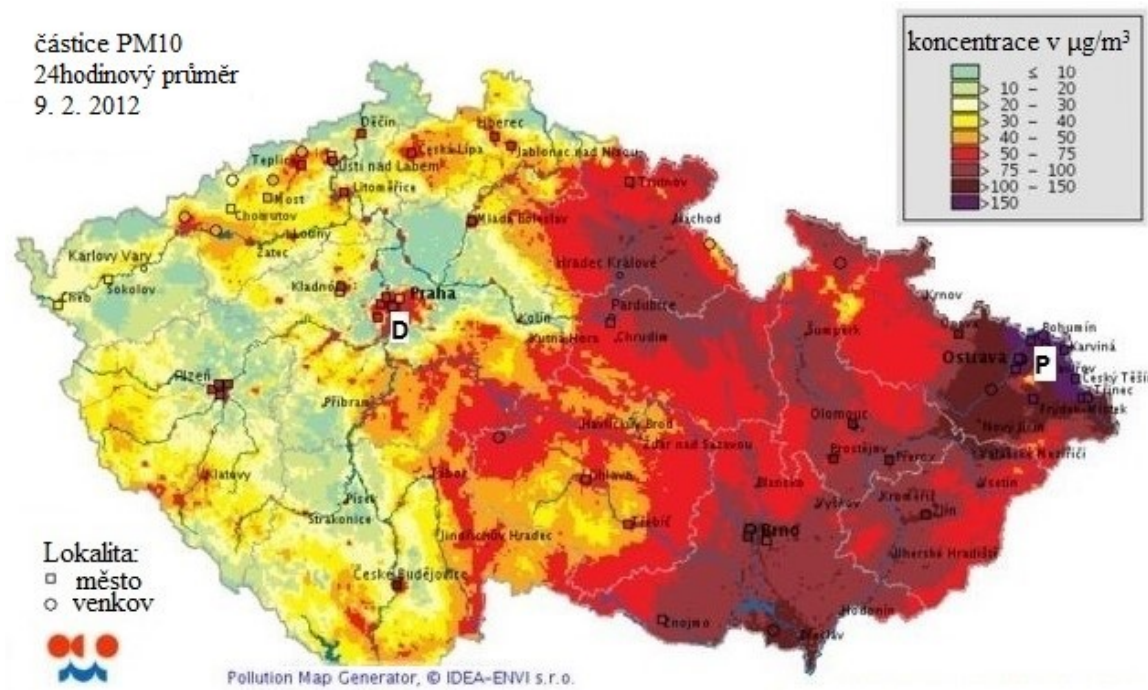 částice PM10
24hodinový průměr
9. 2. 2012
koncentrace v µg/m³
≤ 10
> 10 - 20
> 20 - 30
> 30 - 40
> 40 - 50
> 50 - 75
> 75 - 100
>100 - 150
>150
Děčín
Liberec
Teplice
Ústí nad Labem
Česká Lípa
Jablonec nad Nisou
Litoměřice
Trutnov
Most
Chomutov
Mladá Boleslav
Náchod
Louny
Žatec
Karlovy Vary
Hradec Králové
Sokolov
Cheb
Kladno
Praha
Pardubice
Krnov
Kolín
D
Kutná Hora
Chrudim
Šumperk
Opava
Bohumín
Karviná
Ostrava
P
Český Těší
Třinec
Plzeň
Frýdek-Místek
Příbram
Havlíčkův Brod
Olomouc
Nový Jičín
Žďár nad Sázavou
Prostějov
Přerov
Valašské Meziříčí
Klatovy
Tábor
Jihlava
Blansko
Vsetín
Vyškov
Kroměříž
Písek
Zlín
Strakonice
Třebíč
Brno
Jindřichův Hradec
Uherské Hradiště
České Budějovice
Hodonín
Znojmo
Břeclav
Lokalita:
město
venkov
Pollution Map Generator, © IDEA-ENVI s.r.o.